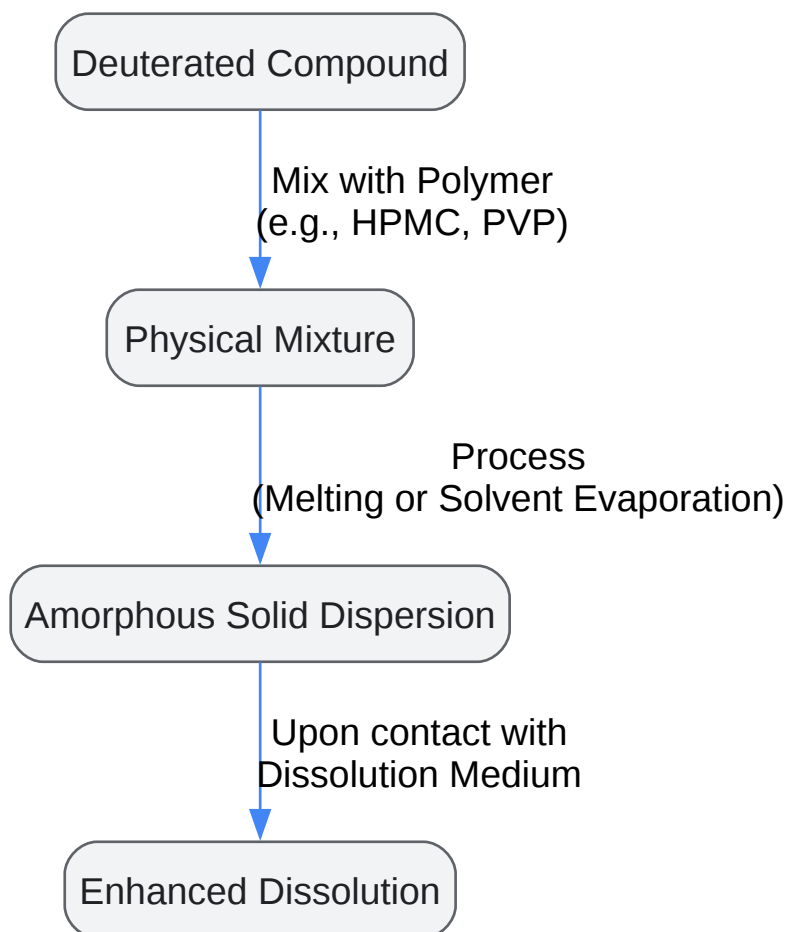 Deuterated Compound
Mix with Polymer
(e.g., HPMC, PVP)
Physical Mixture
Process
(Melting or Solvent Evaporation)
Amorphous Solid Dispersion
Upon contact with
Dissolution Medium
Enhanced Dissolution